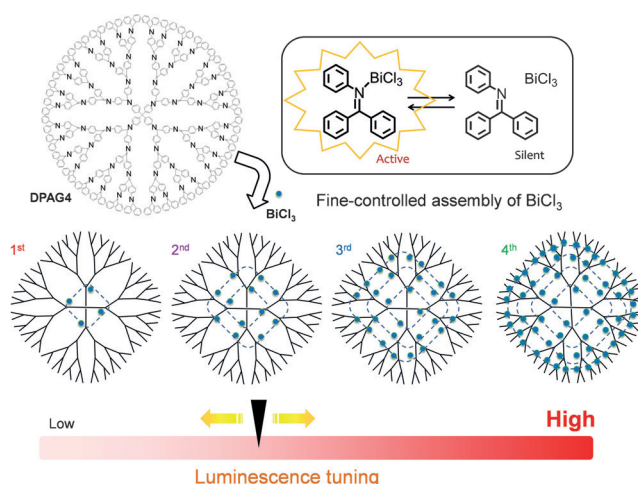 BiCl3
N
Active
BiCl3
N
Silent
DPAG4
BiCl3
Fine-controlled assembly of BiCl3
1st
2nd
3rd
4th
Low
High
Luminescence tuning